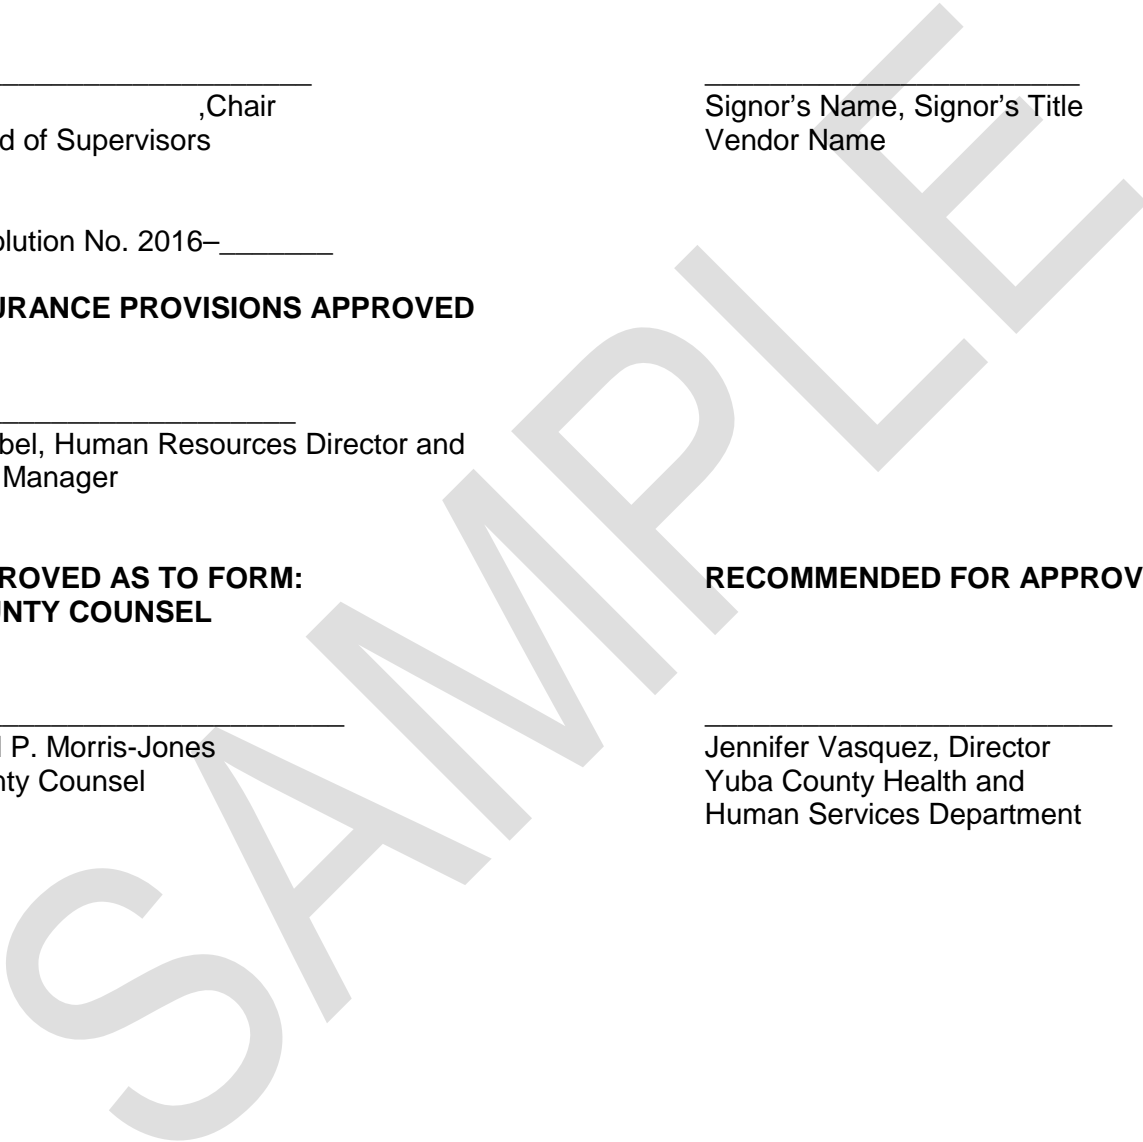 ,Chair
d of Supervisors
Signor's Name, Signor's Title
Vendor Name
olution No. 2016–_______
URANCE PROVISIONS APPROVED
bel, Human Resources Director and
Manager
ROVED AS TO FORM:
UNTY COUNSEL
RECOMMENDED FOR APPROV
P. Morris-Jones
nty Counsel
Jennifer Vasquez, Director
Yuba County Health and
Human Services Department
SAMPLE